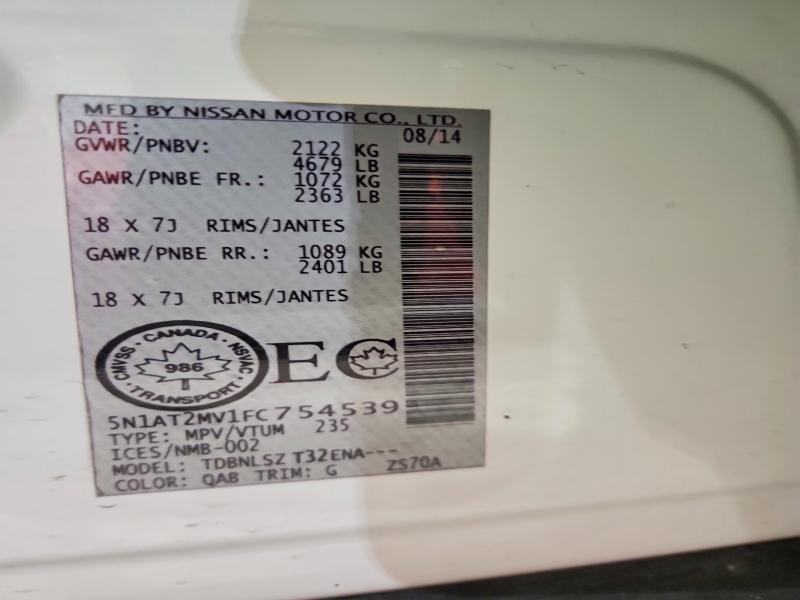 MFD BY NISSAN MOTOR CO., LTD.
DATE: 08/14
GVWR/PNBV: 2122 KG
4679 LB
GAWR/PNBE FR.: 1072 KG
2363 LB
18 X 7J RIMS/JANTES
GAWR/PNBE RR.: 1089 KG
2401 LB
18 X 7J RIMS/JANTES
CANADA
CMVSS 986 NSVAC
TRANSPORT
EC
5N1AT2MV1FC754539
TYPE: MPV/VTUM 235
ICES/NMB-002
MODEL: TDBNLSZ T32ENA---
COLOR: QAB TRIM: G ZS70A